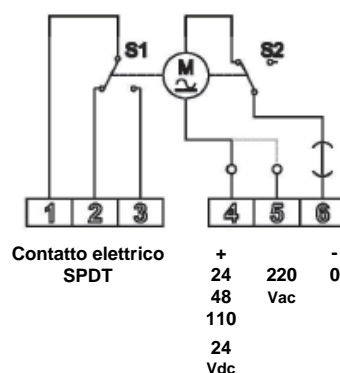 S1
M
S2
1 2 3 4 5 6
Contatto elettrico
SPDT
+ -
24 220 0
48 Vac
110
24
Vdc